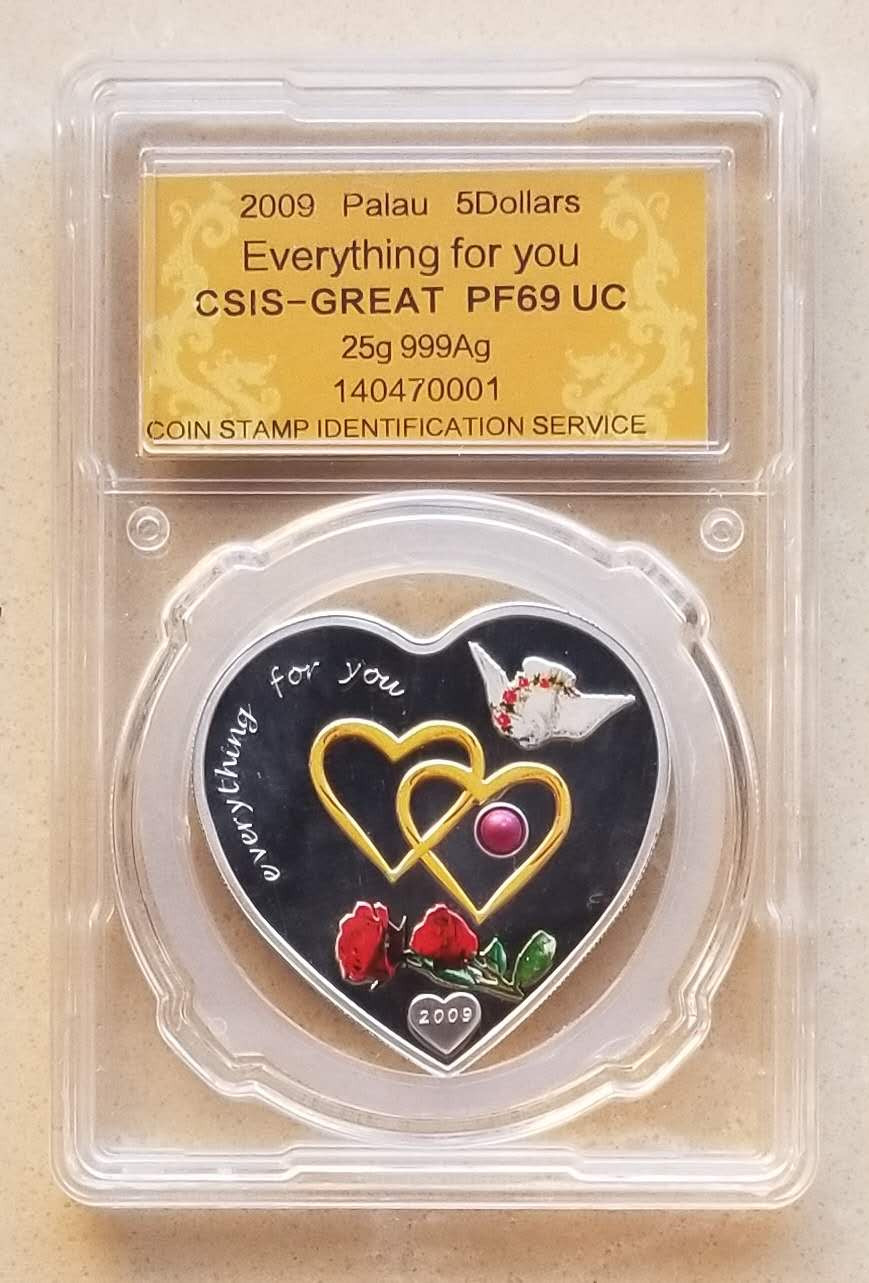 2009 Palau 5Dollars
Everything for you
CSIS-GREAT PF69 UC
25g 999Ag
140470001
COIN STAMP IDENTIFICATION SERVICE
everything for you
2009